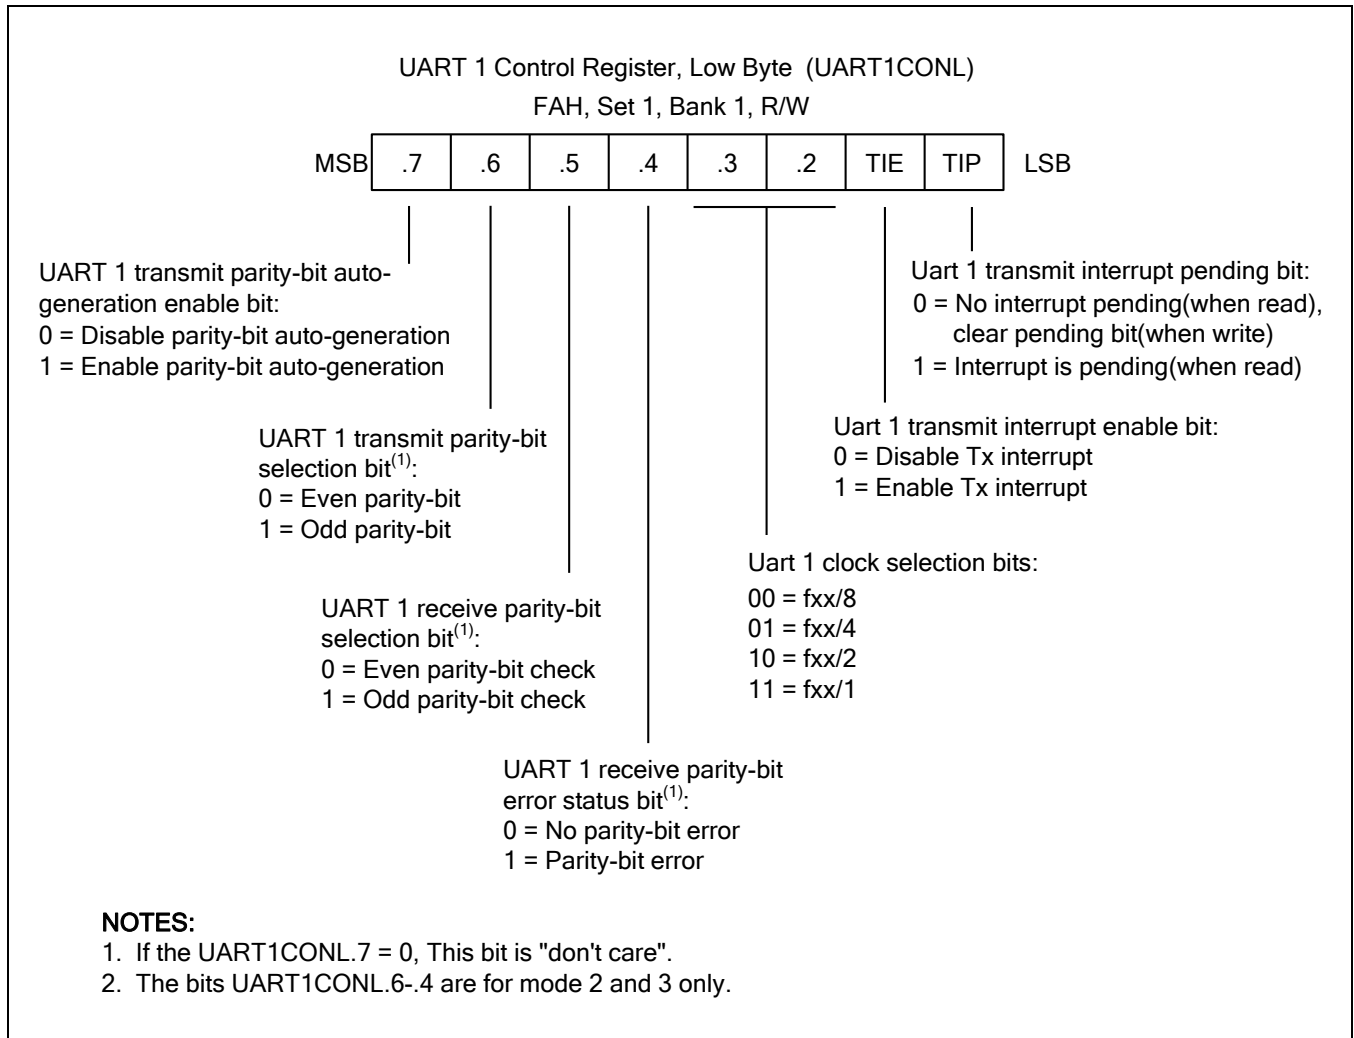 UART 1 Control Register, Low Byte (UART1CONL)
FAH, Set 1, Bank 1, R/W
MSB .7 .6 .5 .4 .3 .2 TIE TIP LSB
UART 1 transmit parity-bit auto-
generation enable bit:
0 = Disable parity-bit auto-generation
1 = Enable parity-bit auto-generation
Uart 1 transmit interrupt pending bit:
0 = No interrupt pending(when read),
clear pending bit(when write)
1 = Interrupt is pending(when read)
UART 1 transmit parity-bit
selection bit(1):
0 = Even parity-bit
1 = Odd parity-bit
Uart 1 transmit interrupt enable bit:
0 = Disable Tx interrupt
1 = Enable Tx interrupt
UART 1 receive parity-bit
selection bit(1):
0 = Even parity-bit check
1 = Odd parity-bit check
Uart 1 clock selection bits:
00 = fxx/8
01 = fxx/4
10 = fxx/2
11 = fxx/1
UART 1 receive parity-bit
error status bit(1):
0 = No parity-bit error
1 = Parity-bit error
NOTES:
1. If the UART1CONL.7 = 0, This bit is "don't care".
2. The bits UART1CONL.6-.4 are for mode 2 and 3 only.